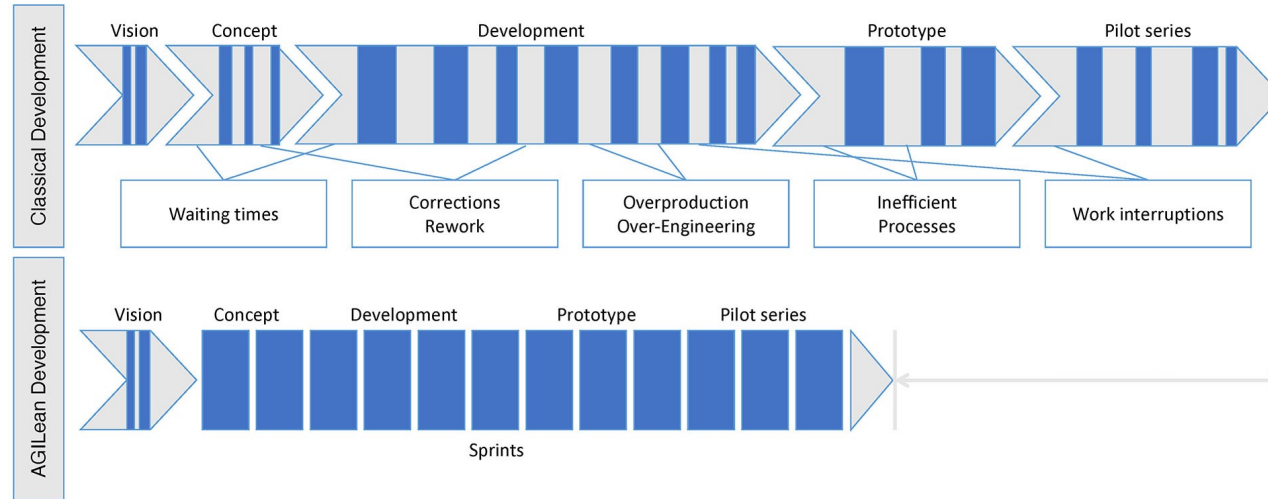 Classical Development
Vision
Concept
Development
Prototype
Pilot series
Waiting times
Corrections
Rework
Overproduction
Over-Engineering
Inefficient
Processes
Work interruptions
AGILean Development
Vision
Concept
Development
Prototype
Pilot series
Sprints